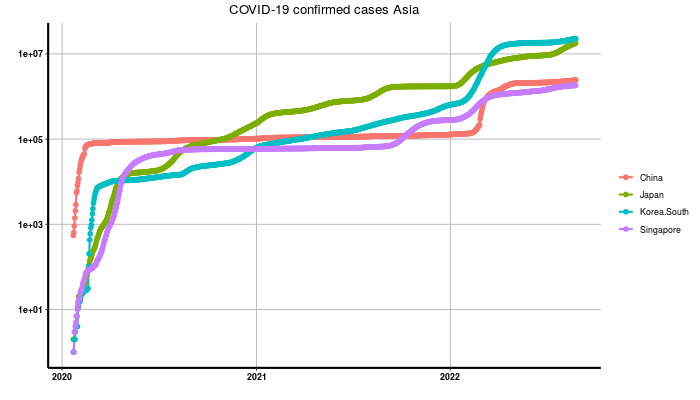 COVID-19 confirmed cases Asia
1e+07
1e+05
1e+03
1e+01
2020
2021
2022
China
Japan
Korea.South
Singapore